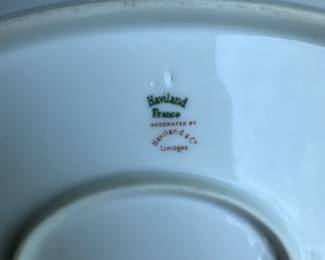 Haviland
France
DECORATED BY
Haviland & Co
Limoges